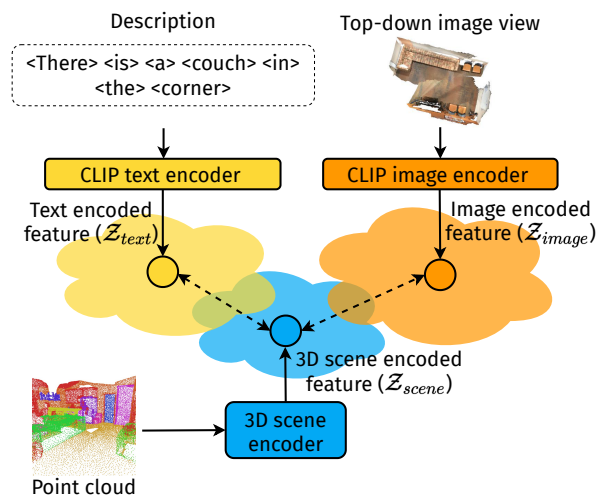 Description
Top-down image view
<There> <is> <a> <couch> <in>
<the> <corner>
CLIP text encoder
CLIP image encoder
Text encoded
feature (𝒵text)
Image encoded
feature (𝒵image)
3D scene encoded
feature (𝒵scene)
3D scene
encoder
Point cloud